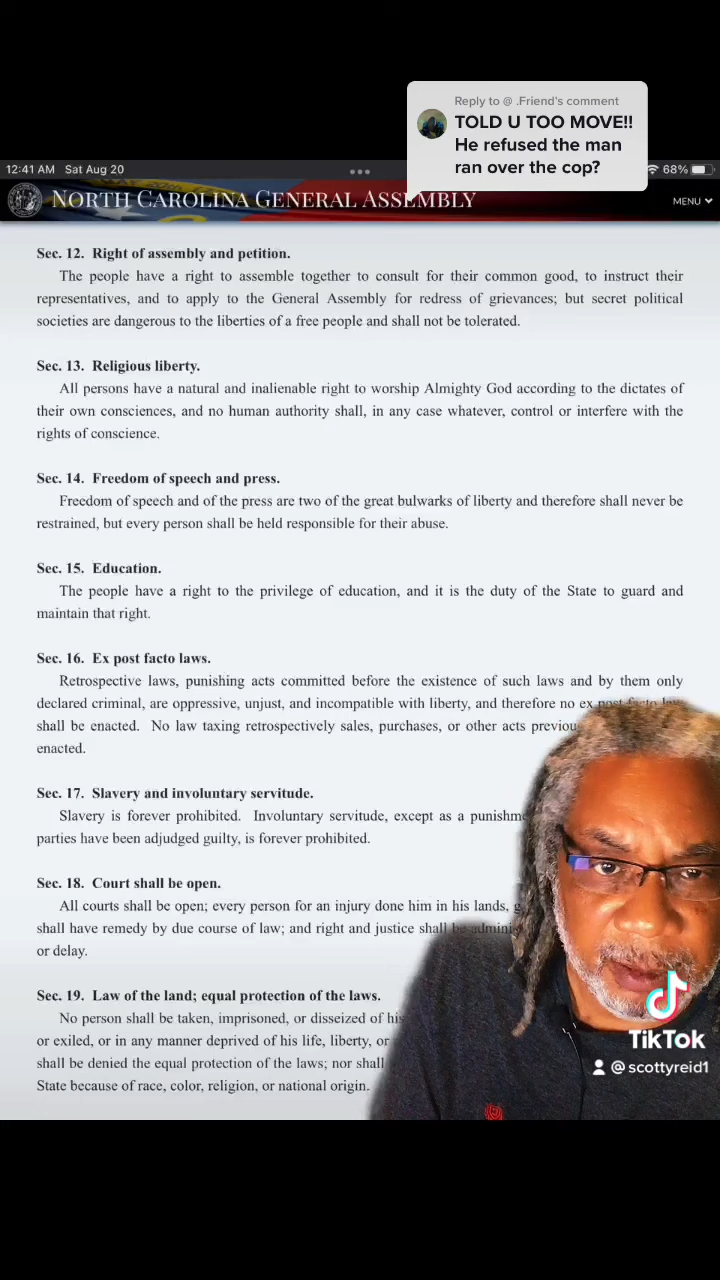 Reply to @ .Friend's comment
TOLD U TOO MOVE!!
He refused the man
ran over the cop?
12:41 AM Sat Aug 20
68%
NORTH CAROLINA GENERAL ASSEMBLY
MENU
Sec. 12. Right of assembly and petition.
The people have a right to assemble together to consult for their common good, to instruct their
representatives, and to apply to the General Assembly for redress of grievances; but secret political
societies are dangerous to the liberties of a free people and shall not be tolerated.
Sec. 13. Religious liberty.
All persons have a natural and inalienable right to worship Almighty God according to the dictates of
their own consciences, and no human authority shall, in any case whatever, control or interfere with the
rights of conscience.
Sec. 14. Freedom of speech and press.
Freedom of speech and of the press are two of the great bulwarks of liberty and therefore shall never be
restrained, but every person shall be held responsible for their abuse.
Sec. 15. Education.
The people have a right to the privilege of education, and it is the duty of the State to guard and
maintain that right.
Sec. 16. Ex post facto laws.
Retrospective laws, punishing acts committed before the existence of such laws and by them only
declared criminal, are oppressive, unjust, and incompatible with liberty, and therefore no ex post facto law
shall be enacted. No law taxing retrospectively sales, purchases, or other acts
enacted.
Sec. 17. Slavery and involuntary servitude.
Slavery is forever prohibited. Involuntary servitude, except as a
parties have been adjudged guilty, is forever prohibited.
Sec. 18. Court shall be open.
All courts shall be open; every person for an injury done him in his lands,
shall have remedy by due course of law; and right and justice shall be
or delay.
Sec. 19. Law of the land; equal protection of the laws.
No person shall be taken, imprisoned, or disseized of his
or exiled, or in any manner deprived of his life, liberty, or
shall be denied the equal protection of the laws; nor shall
State because of race, color, religion, or national origin.
TikTok
@scottyreid1